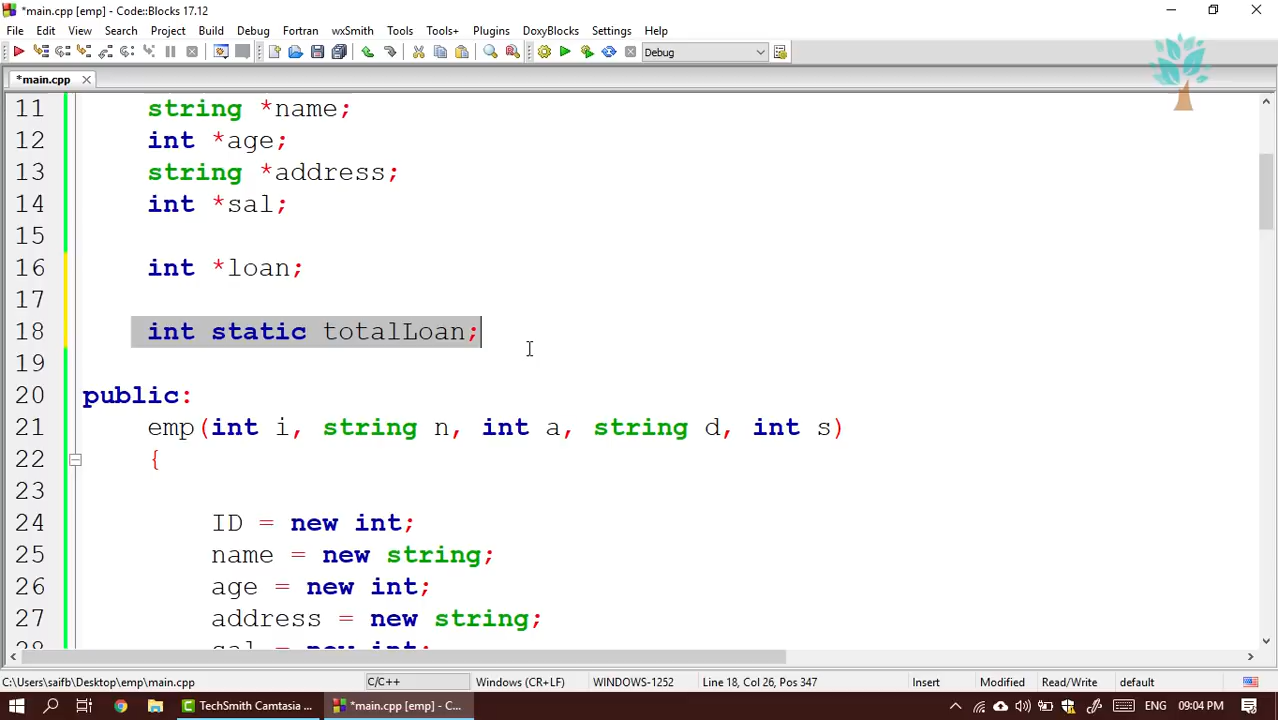 *main.cpp [emp] - Code::Blocks 17.12
File Edit View Search Project Build Debug Fortran wxSmith Tools Tools+ Plugins DoxyBlocks Settings Help
Debug
*main.cpp
11 string *name;
12 int *age;
13 string *address;
14 int *sal;
15
16 int *loan;
17
18 int static totalLoan;
19
20 public:
21 emp(int i, string n, int a, string d, int s)
22 {
23
24 ID = new int;
25 name = new string;
26 age = new int;
27 address = new string;
28 sal = new int;
C:\Users\saifb\Desktop\emp\main.cpp C/C++ Windows (CR+LF) WINDOWS-1252 Line 18, Col 26, Pos 347 Insert Modified Read/Write default
TechSmith Camtasia ... *main.cpp [emp] - C... ENG 09:04 PM